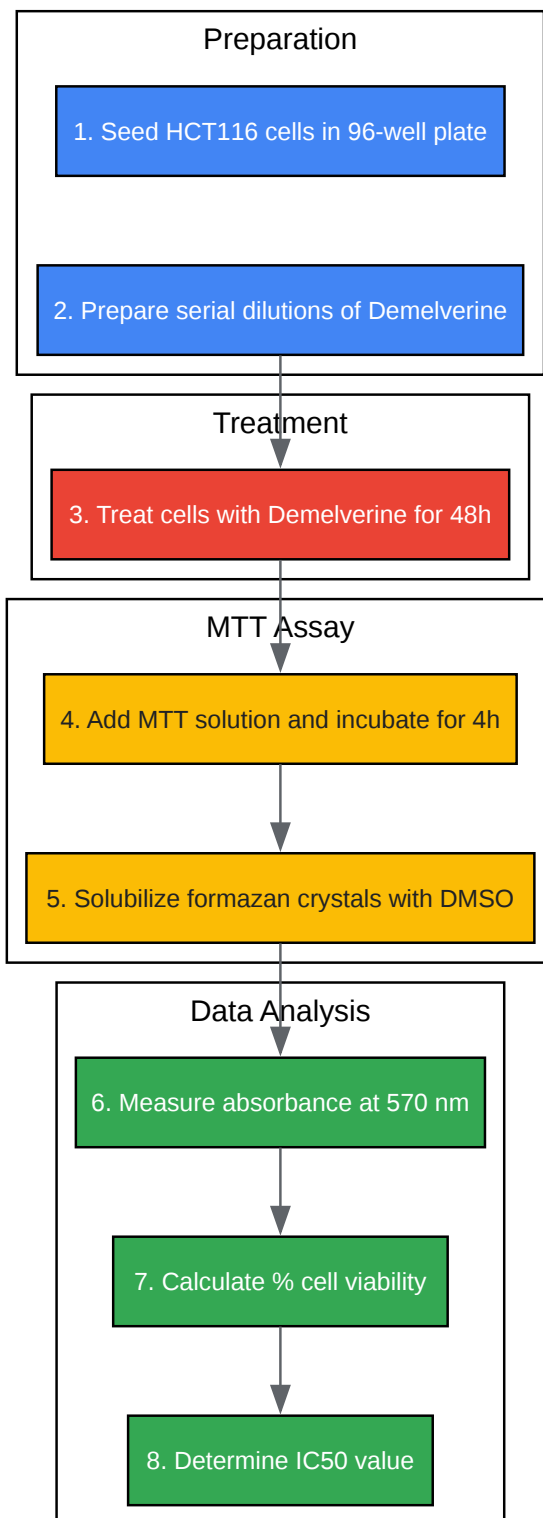 Preparation
1. Seed HCT116 cells in 96-well plate
2. Prepare serial dilutions of Demelverine
Treatment
3. Treat cells with Demelverine for 48h
MTT Assay
4. Add MTT solution and incubate for 4h
5. Solubilize formazan crystals with DMSO
Data Analysis
6. Measure absorbance at 570 nm
7. Calculate % cell viability
8. Determine IC50 value